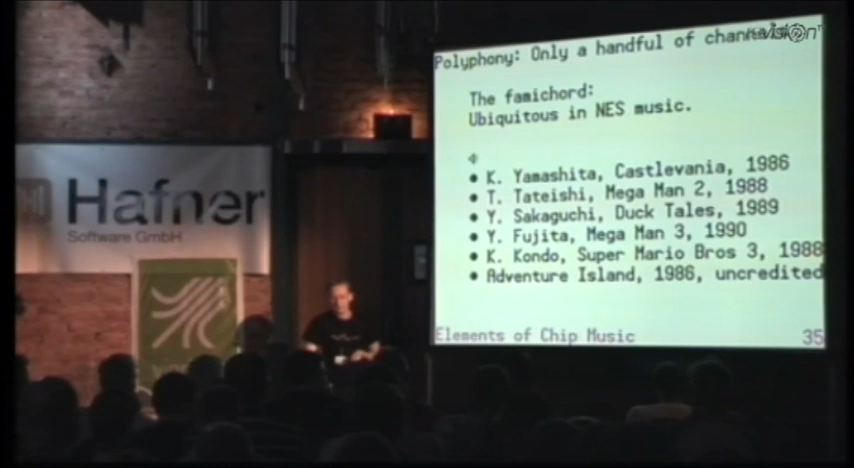 Polyphony: Only a handful of
The famichord:
Ubiquitous in NES music.
• K. Yamashita, Castlevania, 1986
• T. Tateishi, Mega Man 2, 1988
• Y. Sakaguchi, Duck Tales, 1989
• Y. Fujita, Mega Man 3, 1990
• K. Kondo, Super Mario Bros 3, 1988
• Adventure Island, 1986, uncredited
Elements of Chip Music
35
Hafner
Software GmbH